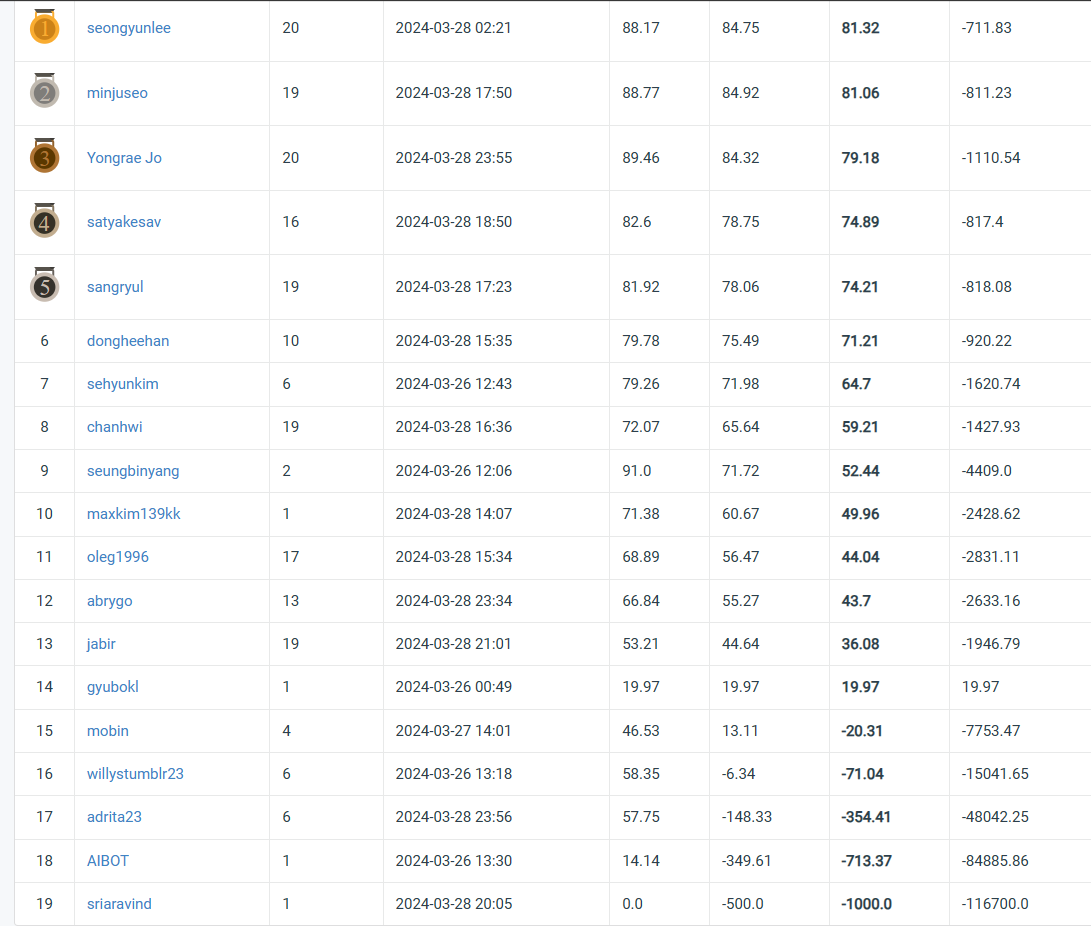 1 seongyunlee 20 2024-03-28 02:21 88.17 84.75 81.32 -711.83
2 minjuseo 19 2024-03-28 17:50 88.77 84.92 81.06 -811.23
3 Yongrae Jo 20 2024-03-28 23:55 89.46 84.32 79.18 -1110.54
4 satyakesav 16 2024-03-28 18:50 82.6 78.75 74.89 -817.4
5 sangryul 19 2024-03-28 17:23 81.92 78.06 74.21 -818.08
6 dongheehan 10 2024-03-28 15:35 79.78 75.49 71.21 -920.22
7 sehyunkim 6 2024-03-26 12:43 79.26 71.98 64.7 -1620.74
8 chanhwi 19 2024-03-28 16:36 72.07 65.64 59.21 -1427.93
9 seungbinyang 2 2024-03-26 12:06 91.0 71.72 52.44 -4409.0
10 maxkim139kk 1 2024-03-28 14:07 71.38 60.67 49.96 -2428.62
11 oleg1996 17 2024-03-28 15:34 68.89 56.47 44.04 -2831.11
12 abrygo 13 2024-03-28 23:34 66.84 55.27 43.7 -2633.16
13 jabir 19 2024-03-28 21:01 53.21 44.64 36.08 -1946.79
14 gyubokl 1 2024-03-26 00:49 19.97 19.97 19.97 19.97
15 mobin 4 2024-03-27 14:01 46.53 13.11 -20.31 -7753.47
16 willystumblr23 6 2024-03-26 13:18 58.35 -6.34 -71.04 -15041.65
17 adrita23 6 2024-03-28 23:56 57.75 -148.33 -354.41 -48042.25
18 AIBOT 1 2024-03-26 13:30 14.14 -349.61 -713.37 -84885.86
19 sriaravind 1 2024-03-28 20:05 0.0 -500.0 -1000.0 -116700.0